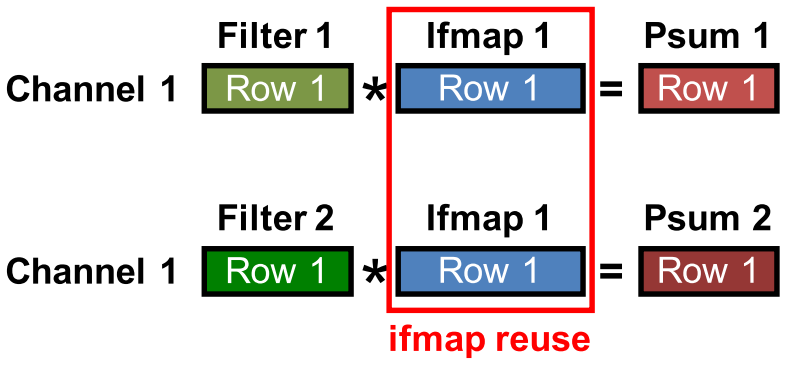 Filter 1 Ifmap 1 Psum 1
Channel 1 Row 1 * Row 1 = Row 1
Filter 2 Ifmap 1 Psum 2
Channel 1 Row 1 * Row 1 = Row 1
ifmap reuse